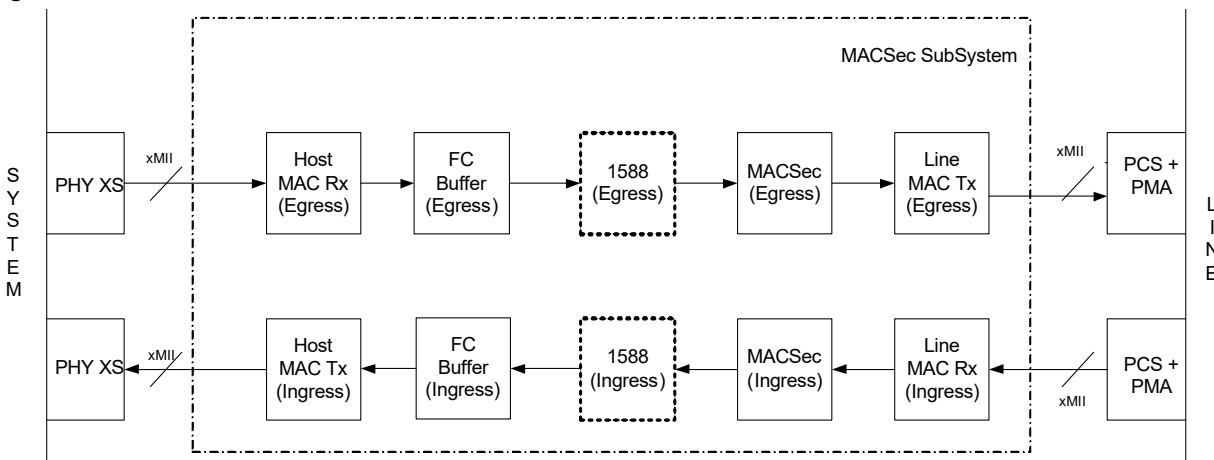 MACSec SubSystem
SYSTEM
PHY XS
xMII
Host
MAC Rx
(Egress)
FC
Buffer
(Egress)
1588
(Egress)
MACSec
(Egress)
Line
MAC Tx
(Egress)
xMII
PCS +
PMA
LINE
PHY XS
xMII
Host
MAC Tx
(Ingress)
FC
Buffer
(Ingress)
1588
(Ingress)
MACSec
(Ingress)
Line
MAC Rx
(Ingress)
xMII
PCS +
PMA